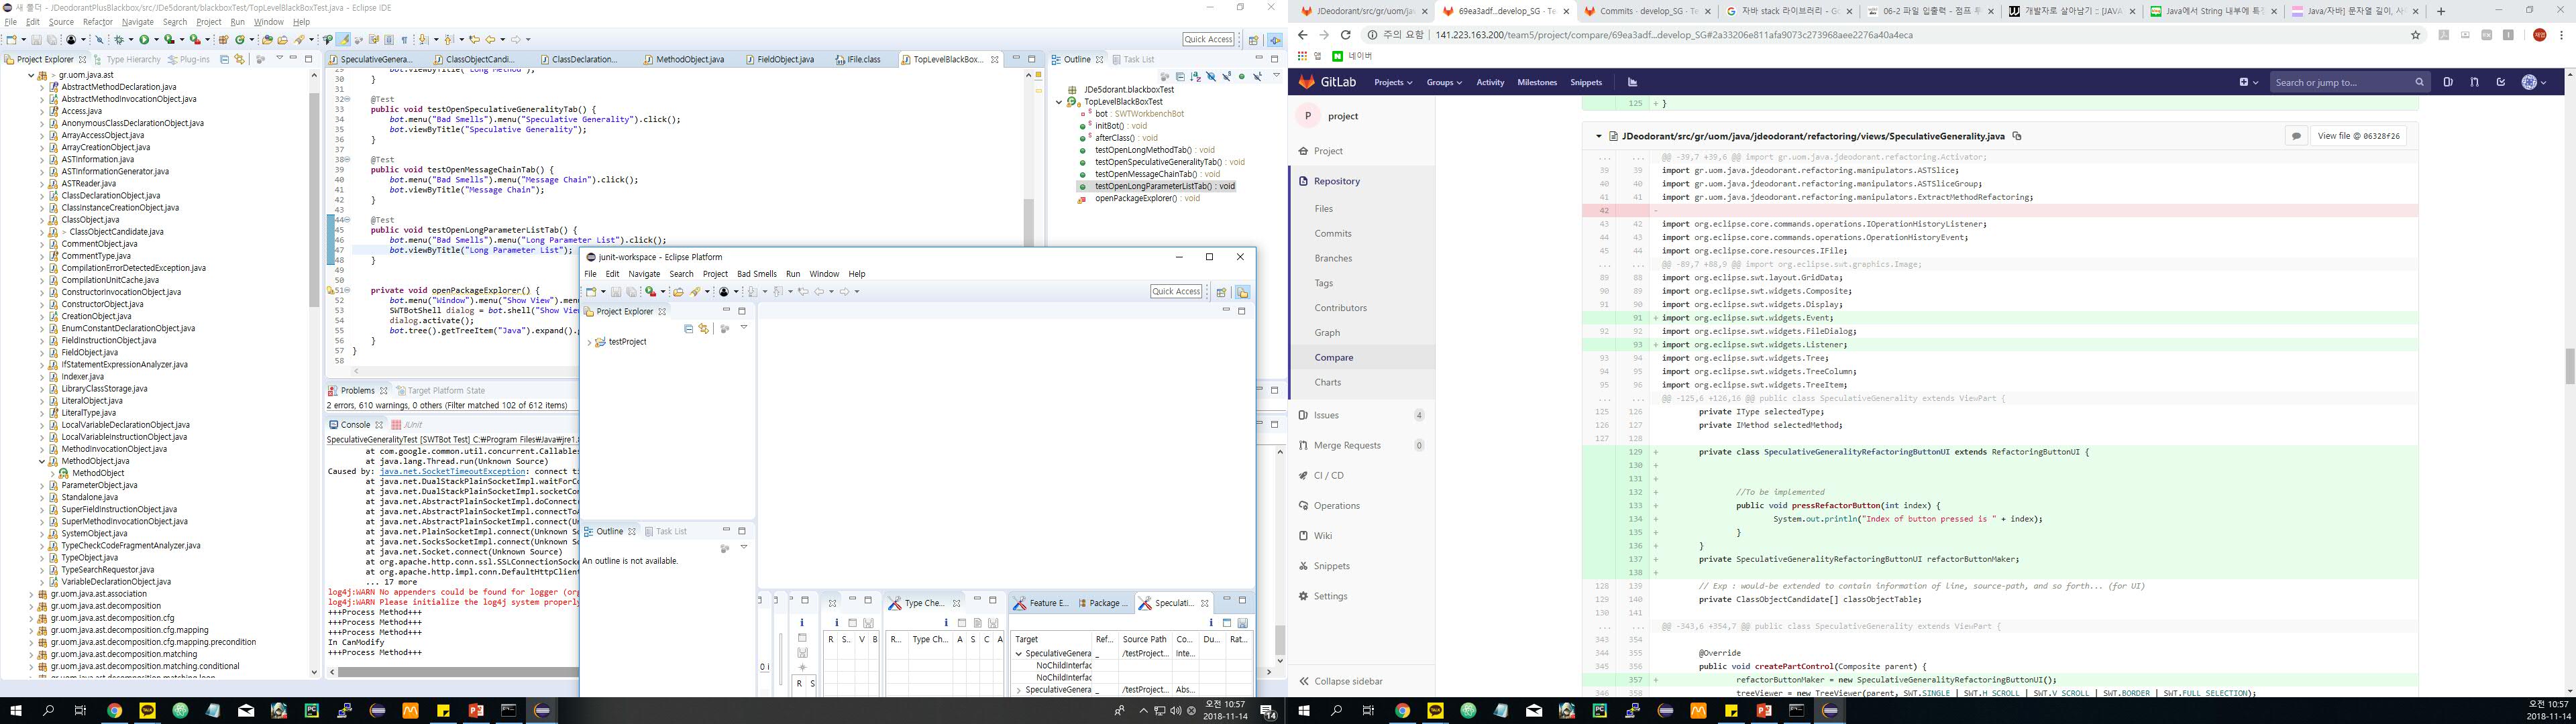 새 폴더 - JDeodorantPlusBlackbox/src/JDe5dorant/blackboxTest/TopLevelBlackBoxTest.java - Eclipse IDE
File Edit Source Refactor Navigate Search Project Run Window Help
Quick Access
Project Explorer Type Hierarchy Plug-ins
gr.uom.java.ast
AbstractMethodDeclaration.java
AbstractMethodInvocationObject.java
Access.java
AnonymousClassDeclarationObject.java
ArrayAccessObject.java
ArrayCreationObject.java
ASTInformation.java
ASTInformationGenerator.java
ASTReader.java
ClassDeclarationObject.java
ClassInstanceCreationObject.java
ClassObject.java
> ClassObjectCandidate.java
CommentObject.java
CommentType.java
CompilationErrorDetectedException.java
CompilationUnitCache.java
ConstructorInvocationObject.java
ConstructorObject.java
CreationObject.java
EnumConstantDeclarationObject.java
FieldInstructionObject.java
FieldObject.java
IfStatementExpressionAnalyzer.java
Indexer.java
LibraryClassStorage.java
LiteralObject.java
LiteralType.java
LocalVariableDeclarationObject.java
LocalVariableInstructionObject.java
MethodInvocationObject.java
MethodObject.java
MethodObject
ParameterObject.java
Standalone.java
SuperFieldInstructionObject.java
SuperMethodInvocationObject.java
SystemObject.java
TypeCheckCodeFragmentAnalyzer.java
TypeObject.java
TypeSearchRequestor.java
VariableDeclarationObject.java
gr.uom.java.ast.association
gr.uom.java.ast.decomposition
gr.uom.java.ast.decomposition.cfg
gr.uom.java.ast.decomposition.cfg.mapping
gr.uom.java.ast.decomposition.cfg.mapping.precondition
gr.uom.java.ast.decomposition.matching
gr.uom.java.ast.decomposition.matching.conditional
SpeculativeGenera... ClassObjectCandi... ClassDeclaration... MethodObject.java FieldObject.java IFile.class TopLevelBlackBox...
30 }
31
32 @Test
33 public void testOpenSpeculativeGeneralityTab() {
34 bot.menu("Bad Smells").menu("Speculative Generality").click();
35 bot.viewByTitle("Speculative Generality");
36 }
37
38 @Test
39 public void testOpenMessageChainTab() {
40 bot.menu("Bad Smells").menu("Message Chain").click();
41 bot.viewByTitle("Message Chain");
42 }
43
44 @Test
45 public void testOpenLongParameterListTab() {
46 bot.menu("Bad Smells").menu("Long Parameter List").click();
47 bot.viewByTitle("Long Parameter List");
48 }
49
50
51 private void openPackageExplorer() {
52 bot.menu("Window").menu("Show View").men
53 SWTBotShell dialog = bot.shell("Show Vie
54 dialog.activate();
55 bot.tree().getTreeItem("Java").expand().
56 }
57 }
58
Problems Target Platform State
2 errors, 610 warnings, 0 others (Filter matched 102 of 612 items)
Console JUnit
SpeculativeGeneralityTest [SWTBot Test] C:₩Program Files₩Java₩jre1.
at com.google.common.util.concurrent.Callables
at java.lang.Thread.run(Unknown Source)
Caused by: java.net.SocketTimeoutException: connect ti
at java.net.DualStackPlainSocketImpl.waitForCo
at java.net.DualStackPlainSocketImpl.socketCon
at java.net.AbstractPlainSocketImpl.doConnect
at java.net.AbstractPlainSocketImpl.connectToA
at java.net.AbstractPlainSocketImpl.connect(Un
at java.net.PlainSocketImpl.connect(Unknown So
at java.net.SocksSocketImpl.connect(Unknown So
at java.net.Socket.connect(Unknown Source)
at org.apache.http.conn.ssl.SSLConnectionSocke
at org.apache.http.impl.conn.DefaultHttpClient
... 17 more
log4j:WARN No appenders could be found for logger (org
log4j:WARN Please initialize the log4j system properly
+++Process Method+++
+++Process Method+++
+++Process Method+++
In CanModify
+++Process Method+++
Outline Task List
JDe5dorant.blackboxTest
TopLevelBlackBoxTest
bot : SWTWorkbenchBot
initBot() : void
afterClass() : void
testOpenLongMethodTab() : void
testOpenSpeculativeGeneralityTab() : void
testOpenMessageChainTab() : void
testOpenLongParameterListTab() : void
openPackageExplorer() : void
junit-workspace - Eclipse Platform
File Edit Navigate Search Project Bad Smells Run Window Help
Quick Access
Project Explorer
testProject
Outline Task List
An outline is not available.
Type Che... Feature E... Package ... Speculati...
R S... V B R... Type Ch... A S C A Target Ref... Source Path Co... Du... Rat...
SpeculativeGenera _ /testProject... Inte...
NoChildInterfac
NoChildInterfac
SpeculativeGenera _ /testProject... Abs...
R S
오전 10:57
2018-11-14
14
JDeodorant/src/gr/uom/jav 69ea3adf...develop_SG · Te Commits · develop_SG · Te 자바 stack 라이브러리 - G 06-2 파일 입출력 - 점프 투 개발자로 살아남기 :: [JAVA Java에서 String 내부에 특정 Java/자바] 문자열 길이, 사
주의 요함 | 141.223.163.200/team5/project/compare/69ea3adf...develop_SG#2a33206e811afa9073c273968aee2276a40a4eca
앱 네이버
GitLab Projects Groups Activity Milestones Snippets Search or jump to...
P project
Project
Repository
Files
Commits
Branches
Tags
Contributors
Graph
Compare
Charts
Issues 4
Merge Requests 0
CI / CD
Operations
Wiki
Snippets
Settings
Collapse sidebar
125 + }
JDeodorant/src/gr/uom/java/jdeodorant/refactoring/views/SpeculativeGenerality.java View file @ 06328f26
... ... @@ -39,7 +39,6 @@ import gr.uom.java.jdeodorant.refactoring.Activator;
39 39 import gr.uom.java.jdeodorant.refactoring.manipulators.ASTSlice;
40 40 import gr.uom.java.jdeodorant.refactoring.manipulators.ASTSliceGroup;
41 41 import gr.uom.java.jdeodorant.refactoring.manipulators.ExtractMethodRefactoring;
42 -
43 42 import org.eclipse.core.commands.operations.IOperationHistoryListener;
44 43 import org.eclipse.core.commands.operations.OperationHistoryEvent;
45 44 import org.eclipse.core.resources.IFile;
... ... @@ -89,7 +88,9 @@ import org.eclipse.swt.graphics.Image;
89 88 import org.eclipse.swt.layout.GridData;
90 89 import org.eclipse.swt.widgets.Composite;
91 90 import org.eclipse.swt.widgets.Display;
91 + import org.eclipse.swt.widgets.Event;
92 92 import org.eclipse.swt.widgets.FileDialog;
93 + import org.eclipse.swt.widgets.Listener;
93 94 import org.eclipse.swt.widgets.Tree;
94 95 import org.eclipse.swt.widgets.TreeColumn;
95 96 import org.eclipse.swt.widgets.TreeItem;
... ... @@ -125,6 +126,16 @@ public class SpeculativeGenerality extends ViewPart {
125 126 private IType selectedType;
126 127 private IMethod selectedMethod;
127 128
129 + private class SpeculativeGeneralityRefactoringButtonUI extends RefactoringButtonUI {
130 +
131 +
132 + //To be implemented
133 + public void pressRefactorButton(int index) {
134 + System.out.println("Index of button pressed is " + index);
135 + }
136 + }
137 + private SpeculativeGeneralityRefactoringButtonUI refactorButtonMaker;
138 +
128 139 // Exp : would-be extended to contain information of line, source-path, and so forth... (for UI)
129 140 private ClassObjectCandidate[] classObjectTable;
130 141
... ... @@ -343,6 +354,7 @@ public class SpeculativeGenerality extends ViewPart {
343 354
344 355 @Override
345 356 public void createPartControl(Composite parent) {
357 + refactorButtonMaker = new SpeculativeGeneralityRefactoringButtonUI();
346 358 treeViewer = new TreeViewer(parent, SWT.SINGLE | SWT.H_SCROLL | SWT.V_SCROLL | SWT.BORDER | SWT.FULL_SELECTION);
오전 10:57
2018-11-14